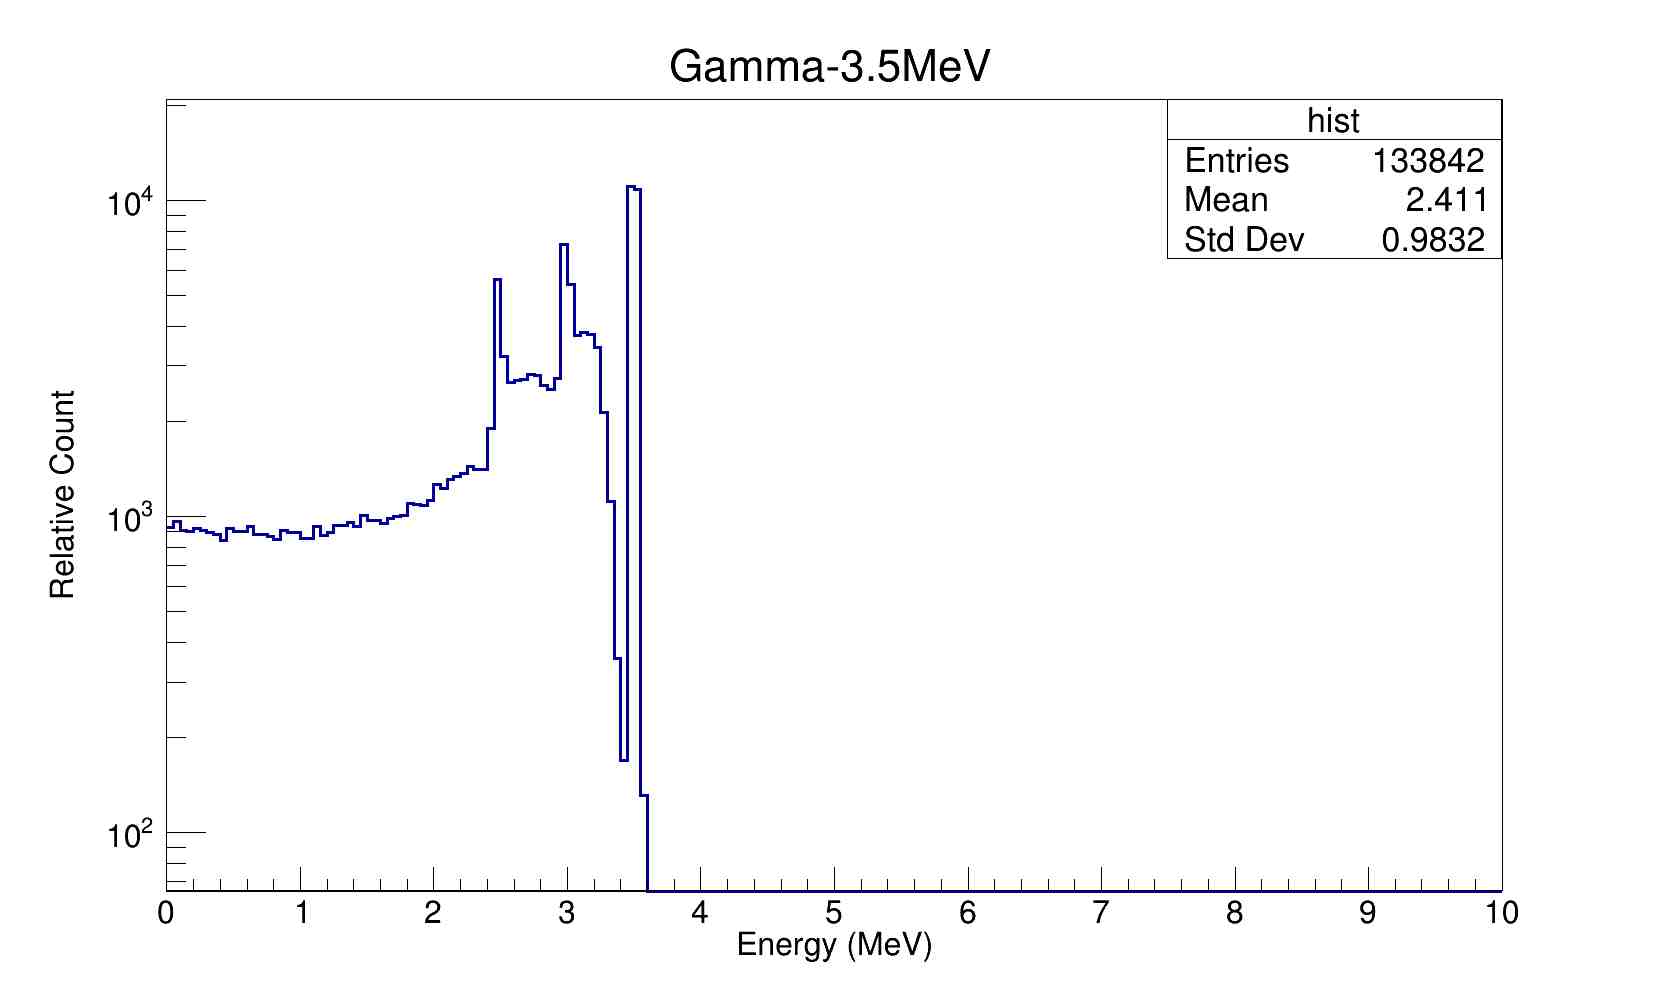 Gamma-3.5MeV
hist
Entries 133842
Mean 2.411
Std Dev 0.9832
10⁴
10³
10²
Relative Count
0 1 2 3 4 5 6 7 8 9 10
Energy (MeV)